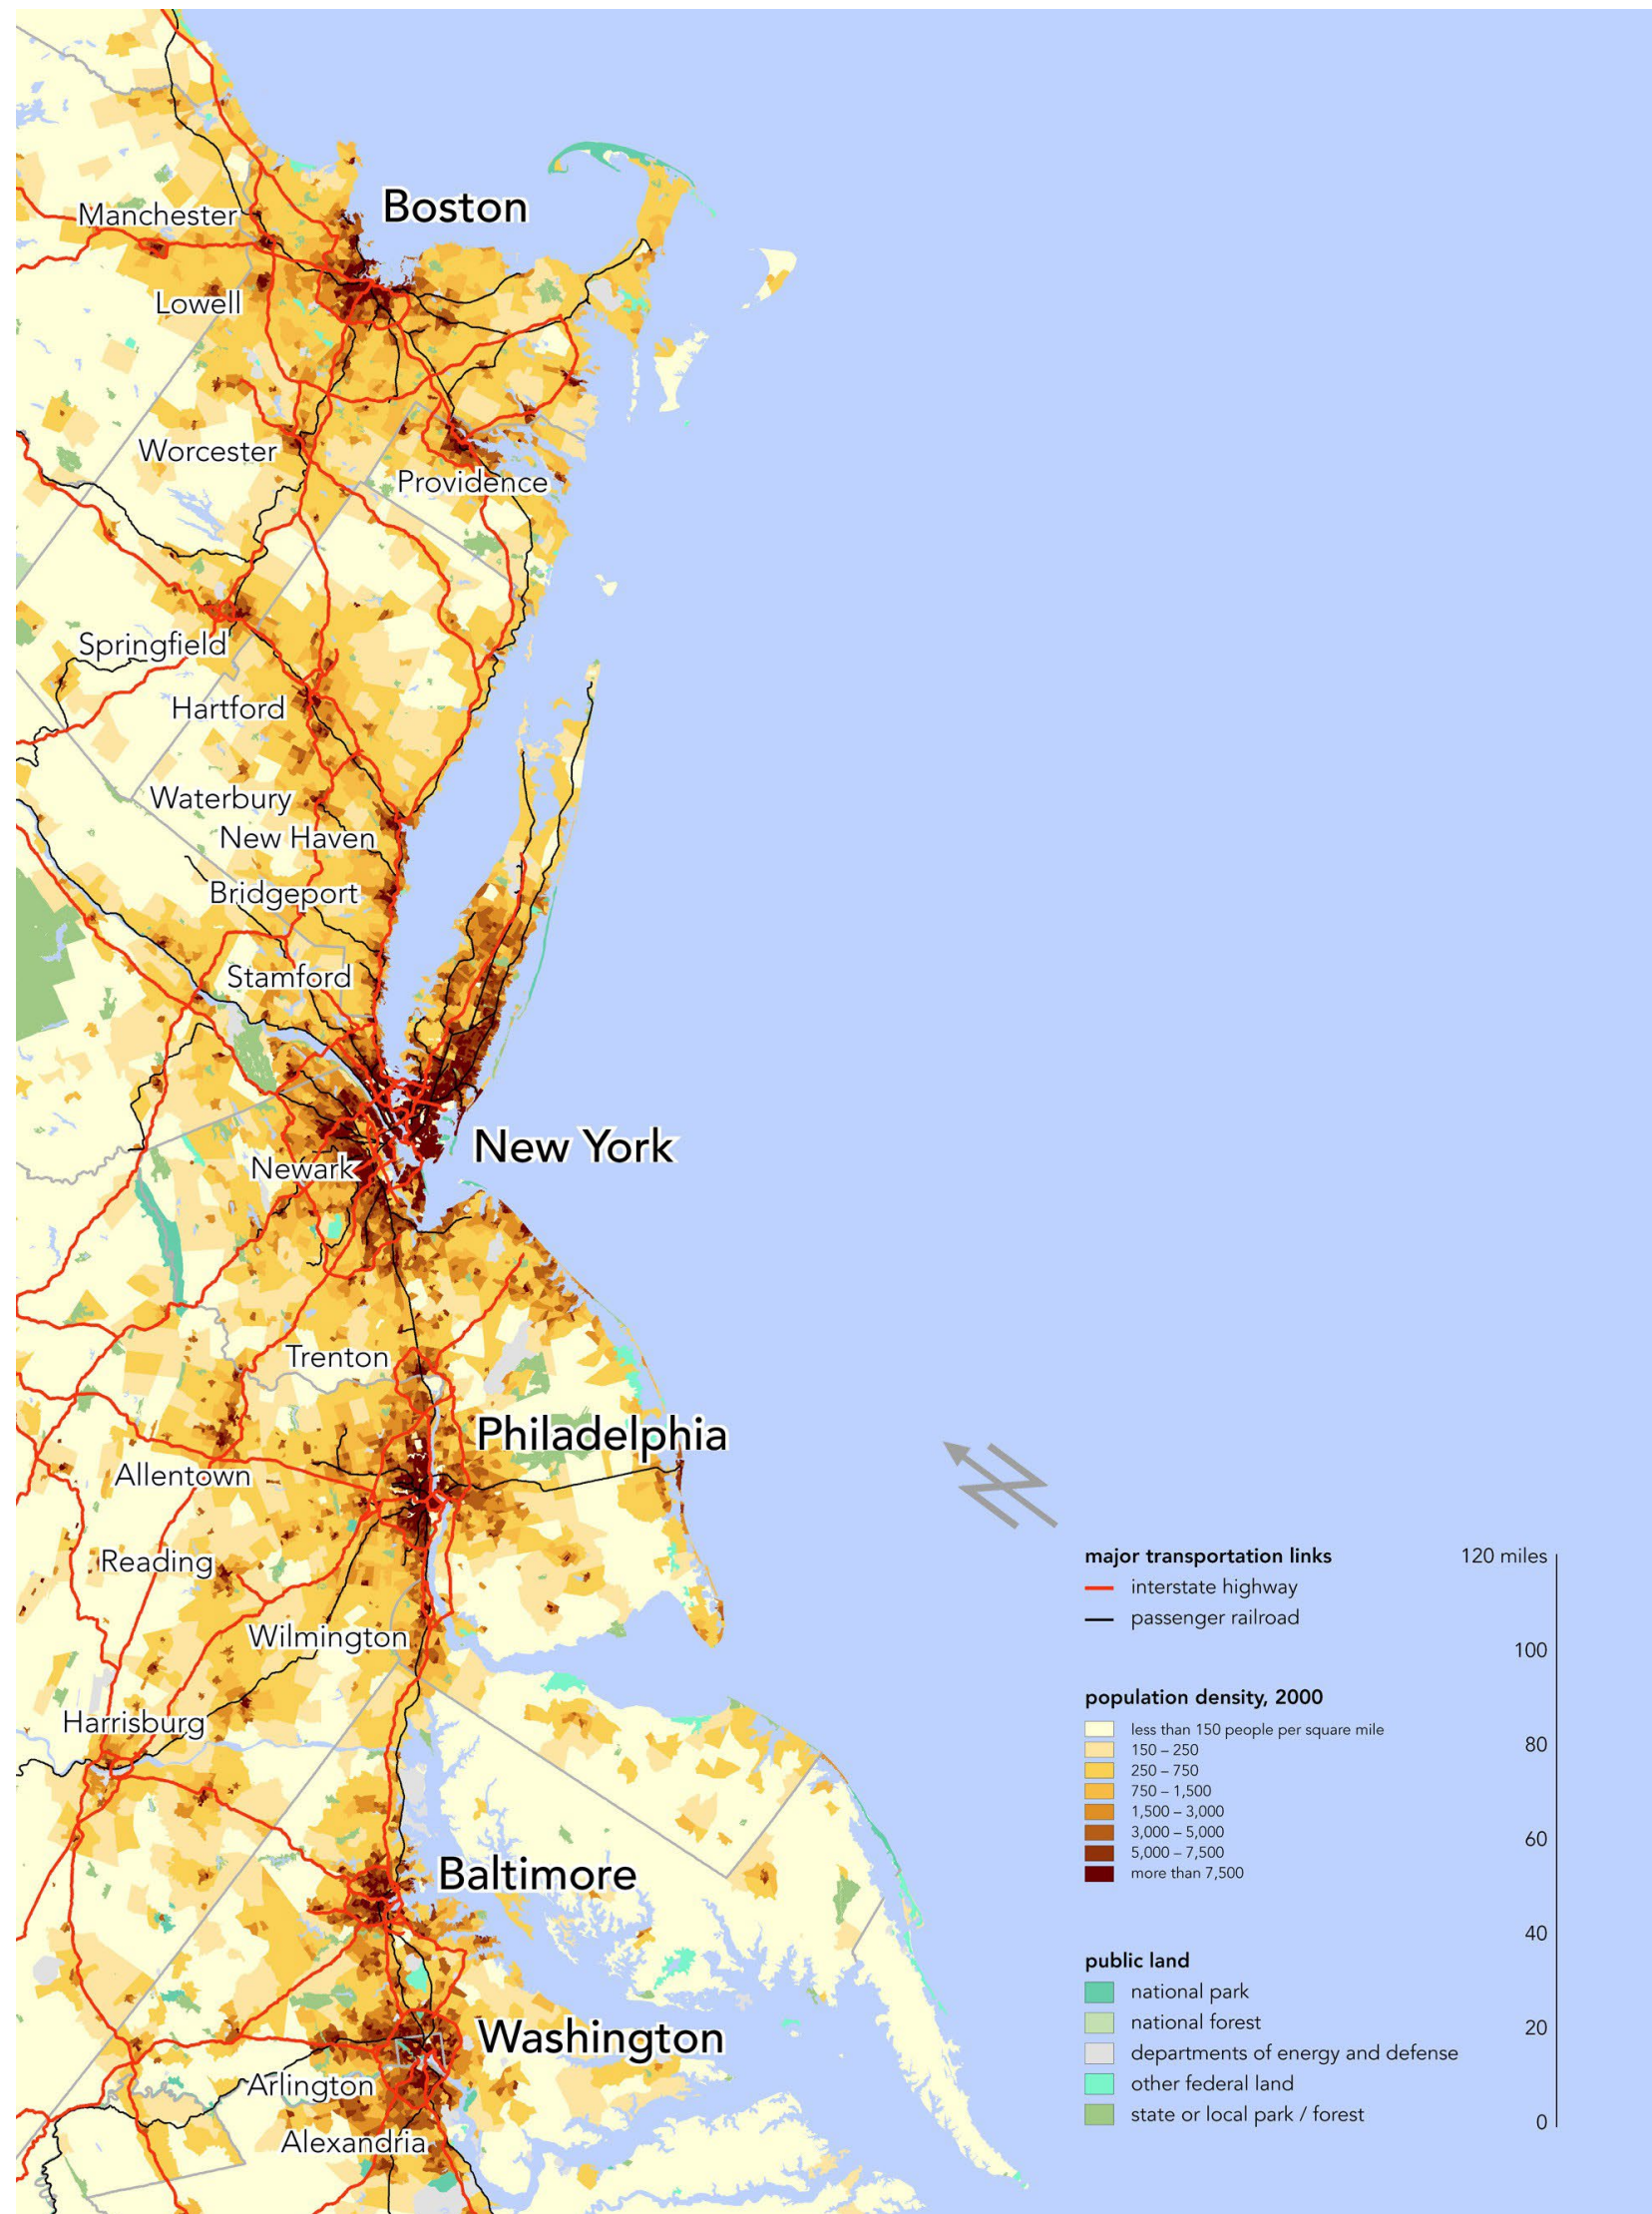 Boston
Manchester
Lowell
Worcester
Providence
Springfield
Hartford
Waterbury
New Haven
Bridgeport
Stamford
New York
Newark
Trenton
Philadelphia
Allentown
Reading
Wilmington
Harrisburg
Baltimore
Washington
Arlington
Alexandria
N
major transportation links
interstate highway
passenger railroad
population density, 2000
less than 150 people per square mile
150 – 250
250 – 750
750 – 1,500
1,500 – 3,000
3,000 – 5,000
5,000 – 7,500
more than 7,500
public land
national park
national forest
departments of energy and defense
other federal land
state or local park / forest
120 miles
100
80
60
40
20
0